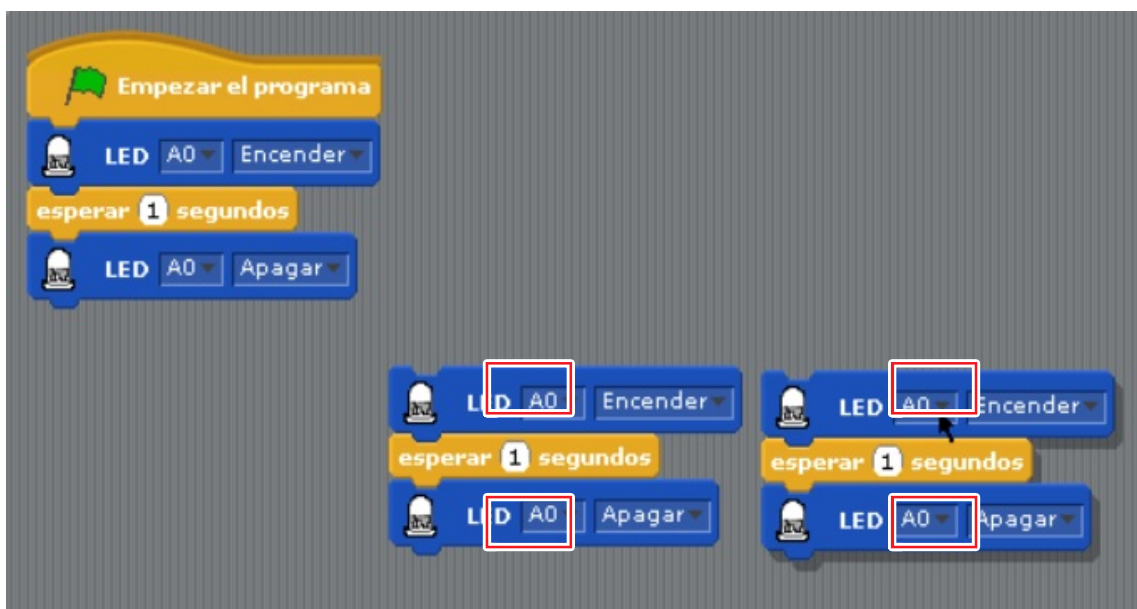 Empezar el programa
LED A0 Encender
esperar 1 segundos
LED A0 Apagar
LED A0 Encender
esperar 1 segundos
LED A0 Apagar
LED A0 Encender
esperar 1 segundos
LED A0 Apagar